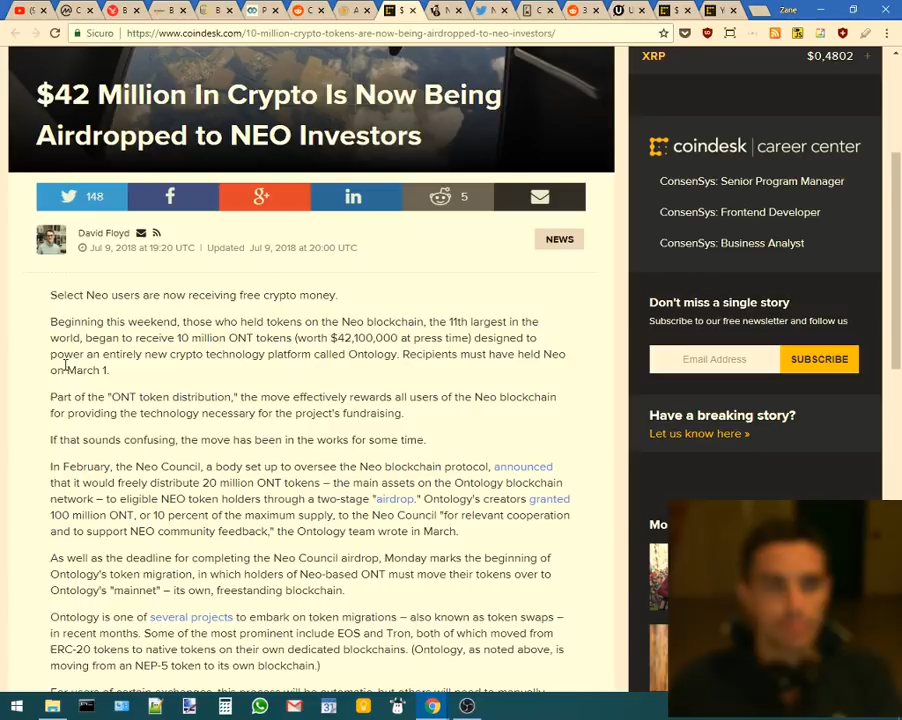 Zane
Secure
https://www.coindesk.com/10-million-crypto-tokens-are-now-being-airdropped-to-neo-investors/
XRP $0,4802 +
$42 Million In Crypto Is Now Being
Airdropped to NEO Investors
coindesk | career center
ConsenSys: Senior Program Manager
148
5
ConsenSys: Frontend Developer
David Floyd
Jul 9, 2018 at 19:20 UTC | Updated Jul 9, 2018 at 20:00 UTC
NEWS
ConsenSys: Business Analyst
Select Neo users are now receiving free crypto money.
Beginning this weekend, those who held tokens on the Neo blockchain, the 11th largest in the
world, began to receive 10 million ONT tokens (worth $42,100,000 at press time) designed to
power an entirely new crypto technology platform called Ontology. Recipients must have held Neo
on March 1.
Part of the "ONT token distribution," the move effectively rewards all users of the Neo blockchain
for providing the technology necessary for the project's fundraising.
If that sounds confusing, the move has been in the works for some time.
In February, the Neo Council, a body set up to oversee the Neo blockchain protocol, announced
that it would freely distribute 20 million ONT tokens – the main assets on the Ontology blockchain
network – to eligible NEO token holders through a two-stage "airdrop." Ontology's creators granted
100 million ONT, or 10 percent of the maximum supply, to the Neo Council "for relevant cooperation
and to support NEO community feedback," the Ontology team wrote in March.
As well as the deadline for completing the Neo Council airdrop, Monday marks the beginning of
Ontology's token migration, in which holders of Neo-based ONT must move their tokens over to
Ontology's "mainnet" – its own, freestanding blockchain.
Ontology is one of several projects to embark on token migrations – also known as token swaps –
in recent months. Some of the most prominent include EOS and Tron, both of which moved from
ERC-20 tokens to native tokens on their own dedicated blockchains. (Ontology, as noted above, is
moving from an NEP-5 token to its own blockchain.)
For users of certain exchanges, this process will be automatic, but others will need to manually
Don't miss a single story
Subscribe to our free newsletter and follow us
Email Address
SUBSCRIBE
Have a breaking story?
Let us know here »
Mo